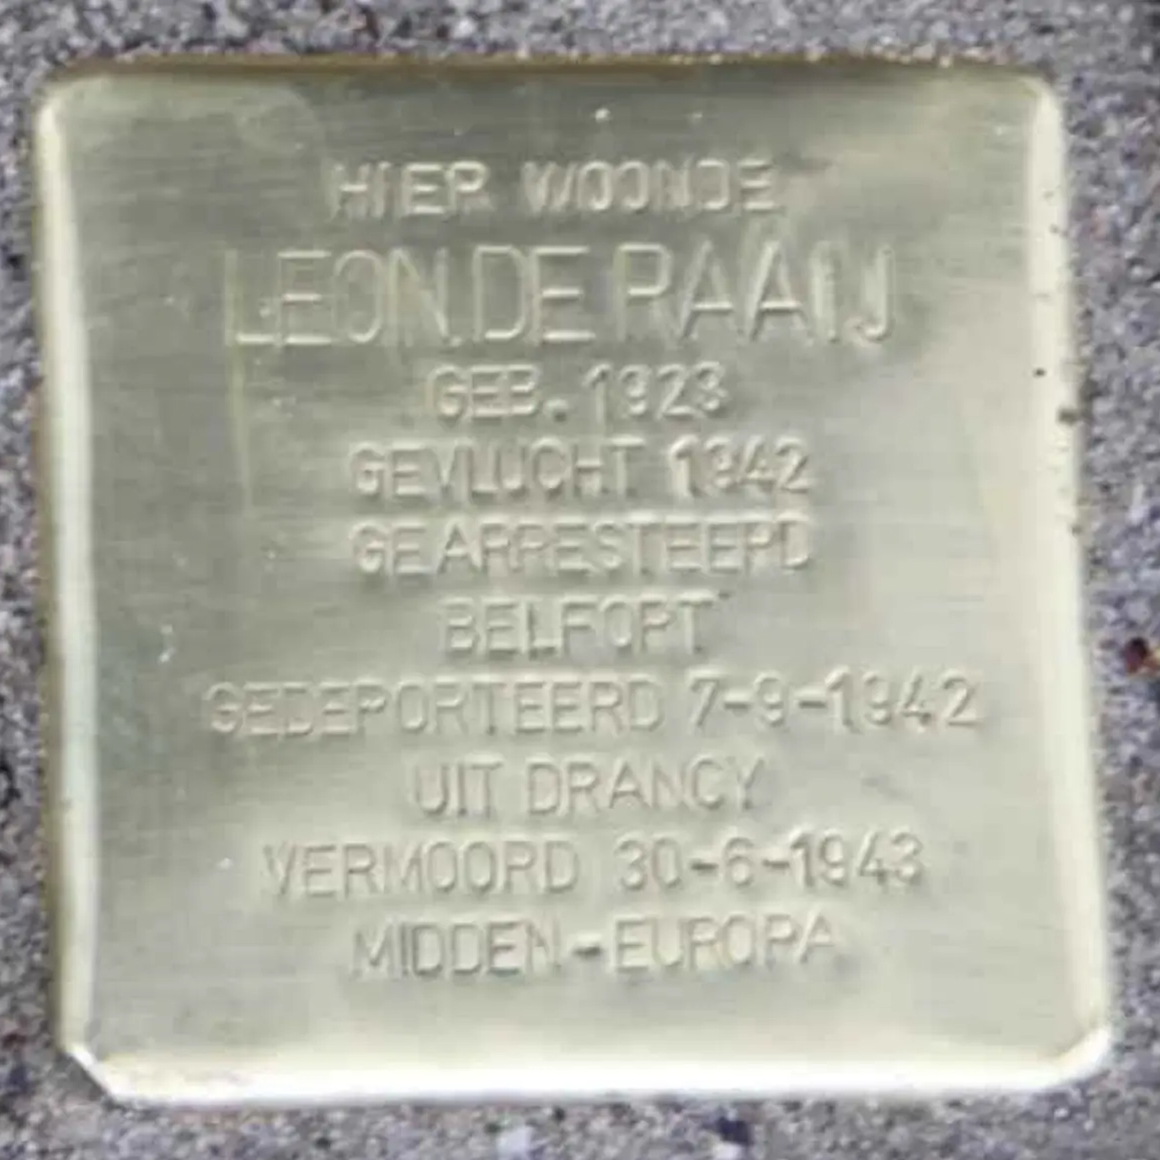 HIER WOONDE
LEON DE RAAIJ
GEB. 1923
GEVLUCHT 1942
GEARRESTEERD
BELFORT
GEDEPORTEERD 7-9-1942
UIT DRANCY
VERMOORD 30-6-1943
MIDDEN-EUROPA